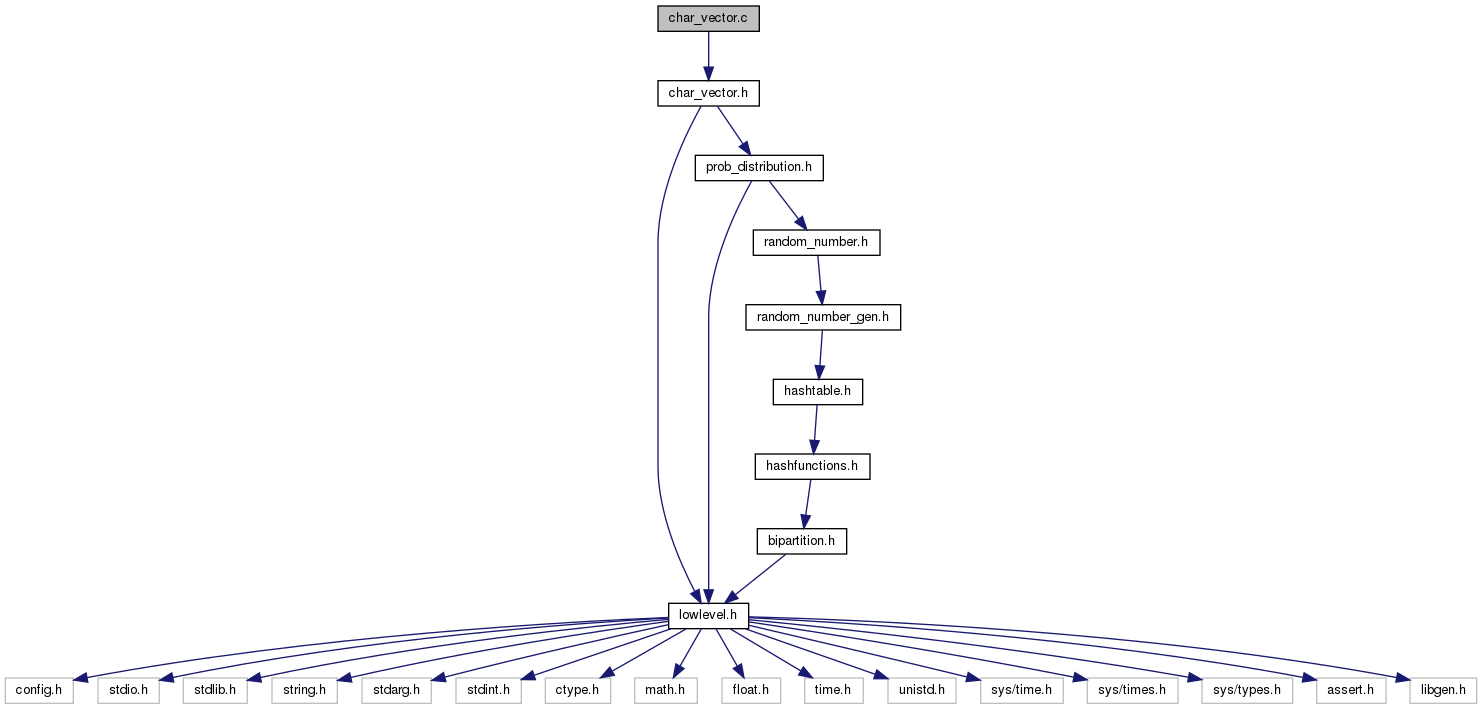 char_vector.c
char_vector.h
prob_distribution.h
random_number.h
random_number_gen.h
hashtable.h
hashfunctions.h
bipartition.h
lowlevel.h
config.h stdio.h stdlib.h string.h stdarg.h stdint.h ctype.h math.h float.h time.h unistd.h sys/time.h sys/times.h sys/types.h assert.h libgen.h